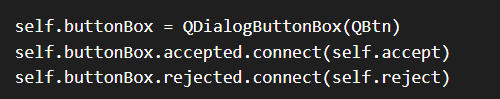 self.buttonBox = QDialogButtonBox(QBtn)
self.buttonBox.accepted.connect(self.accept)
self.buttonBox.rejected.connect(self.reject)